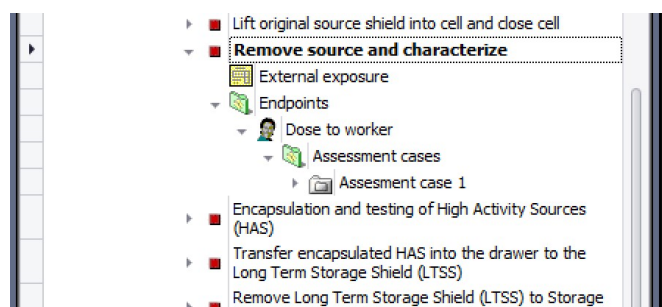 Lift original source shield into cell and close cell
Remove source and characterize
External exposure
Endpoints
Dose to worker
Assessment cases
Assesment case 1
Encapsulation and testing of High Activity Sources
(HAS)
Transfer encapsulated HAS into the drawer to the
Long Term Storage Shield (LTSS)
Remove Long Term Storage Shield (LTSS) to Storage